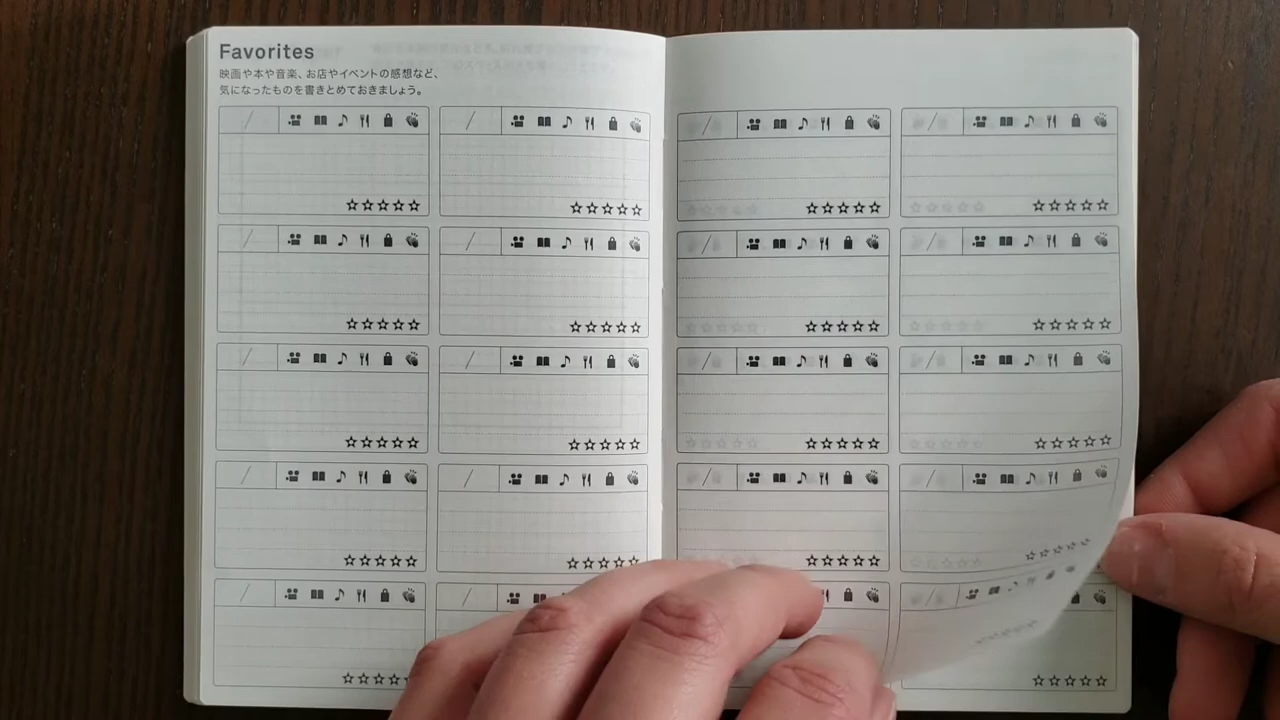 Favorites
映画や本や音楽、お店やイベントの感想など、
気になったものを書きとめておきましょう。